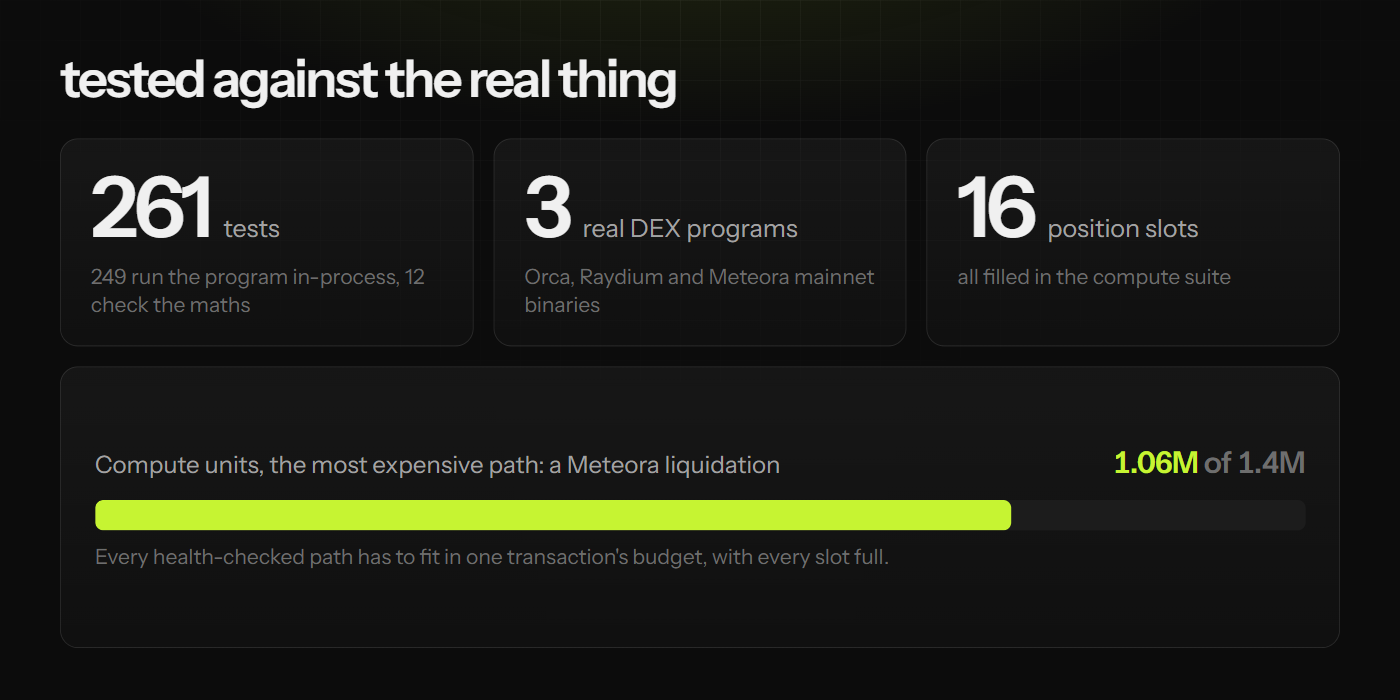 tested against the real thing
261 tests
249 run the program in-process, 12
check the maths
3 real DEX programs
Orca, Raydium and Meteora mainnet
binaries
16 position slots
all filled in the compute suite
Compute units, the most expensive path: a Meteora liquidation
1.06M of 1.4M
Every health-checked path has to fit in one transaction's budget, with every slot full.